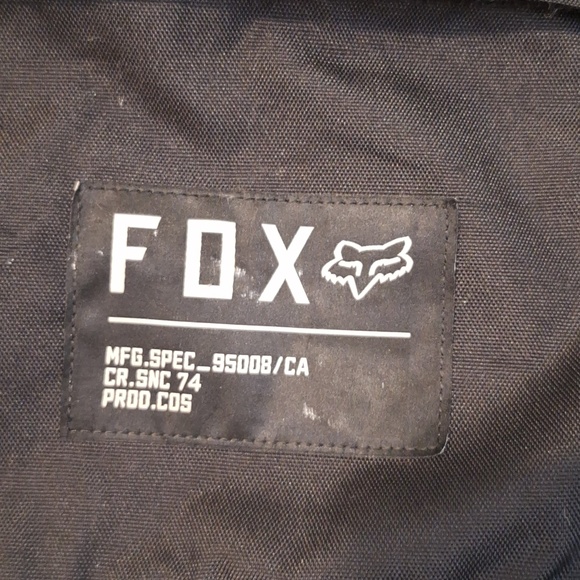 FOX
MFG.SPEC_95008/CA
CR.SNC 74
PROD.COS